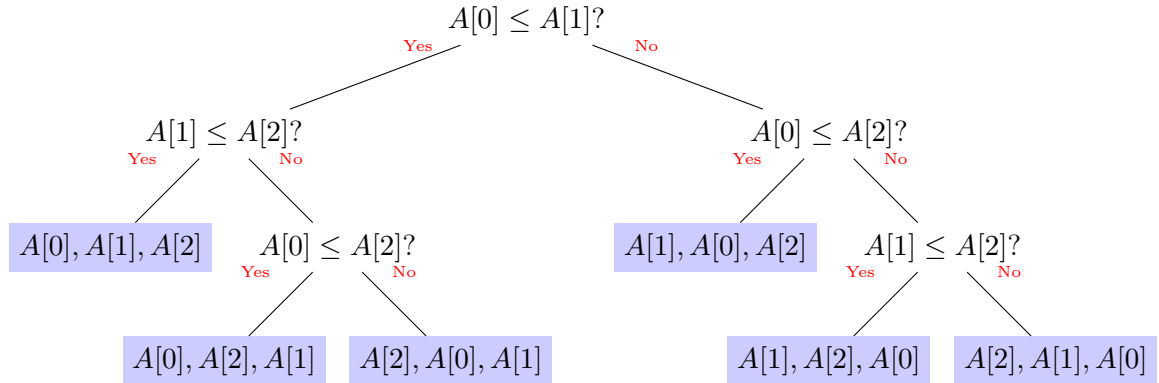 A[0] ≤ A[1]?
Yes No
A[1] ≤ A[2]? A[0] ≤ A[2]?
Yes No Yes No
A[0], A[1], A[2] A[0] ≤ A[2]? A[1], A[0], A[2] A[1] ≤ A[2]?
Yes No Yes No
A[0], A[2], A[1] A[2], A[0], A[1] A[1], A[2], A[0] A[2], A[1], A[0]